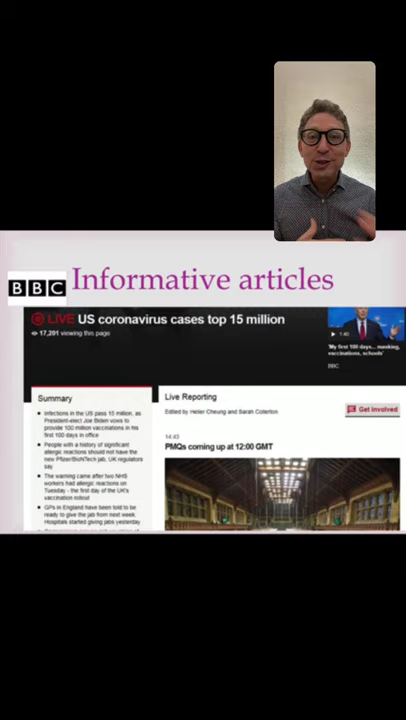 BBC
Informative articles
LIVE US coronavirus cases top 15 million
17,201 viewing this page
1:40
'My first 100 days... masking,
vaccinations, schools'
BBC
Summary
Infections in the US pass 15 million, as
President-elect Joe Biden vows to
provide 100 million vaccinations in his
first 100 days in office
People with a history of significant
allergic reactions should not have the
new Pfizer/BioNTech jab, UK regulators
say
The warning came after two NHS
workers had allergic reactions on
Tuesday - the first day of the UK's
vaccination rollout
GPs in England have been told to be
ready to give the jab from next week.
Hospitals started giving jabs yesterday
Live Reporting
Edited by Helier Cheung and Sarah Collerton
Get involved
14:43
PMQs coming up at 12:00 GMT